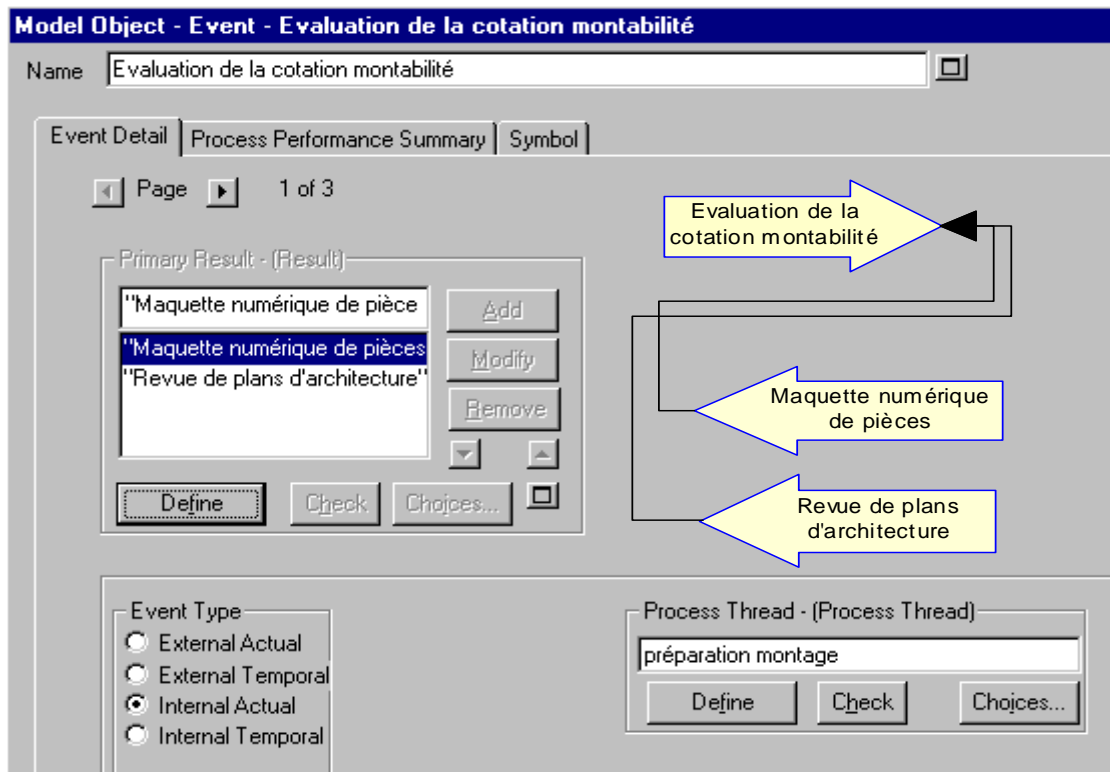 Model Object - Event - Evaluation de la cotation montabilité
Name
Evaluation de la cotation montabilité
Event Detail
Process Performance Summary
Symbol
Page
1 of 3
Primary Result - (Result)
"Maquette numérique de pièce
"Maquette numérique de pièces
"Revue de plans d'architecture"
Add
Modify
Remove
Define
Check
Choices...
Evaluation de la
cotation montabilité
Maquette numérique
de pièces
Revue de plans
d'architecture
Event Type
External Actual
External Temporal
Internal Actual
Internal Temporal
Process Thread - (Process Thread)
préparation montage
Define
Check
Choices...